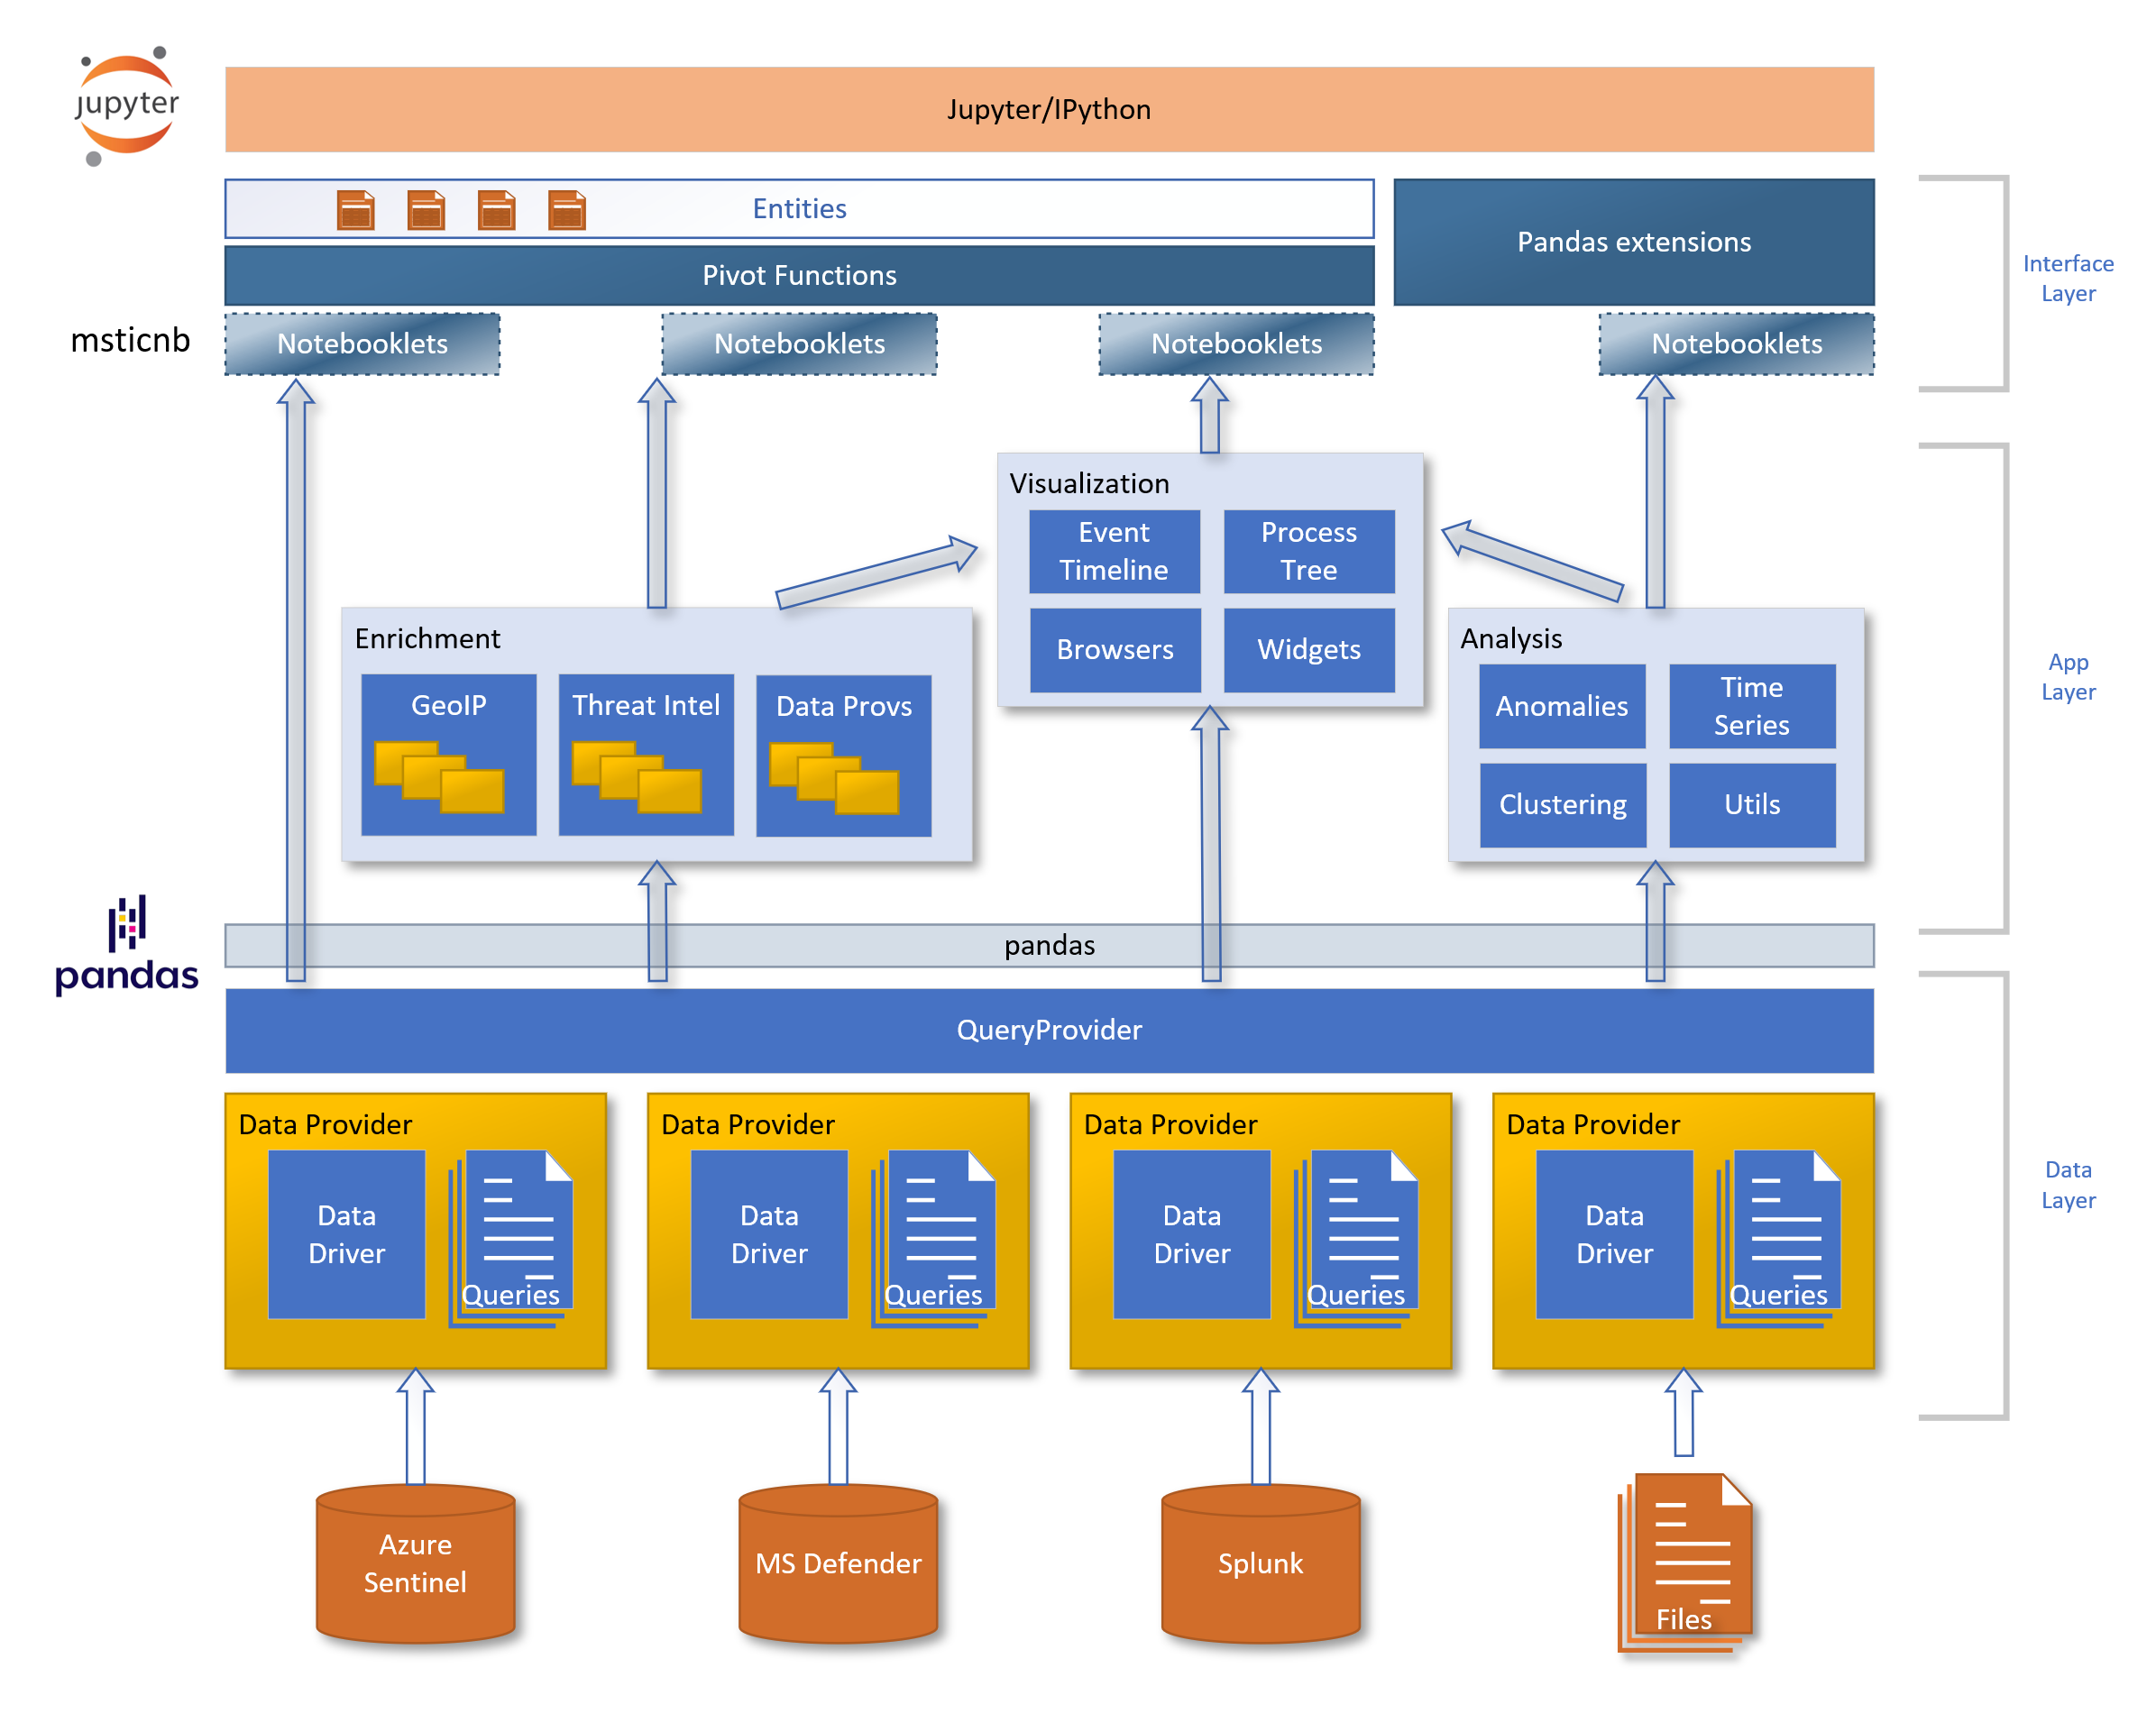 jupyter
Jupyter/IPython
Entities
Pandas extensions
Pivot Functions
Interface
Layer
msticnb
Notebooklets
Notebooklets
Notebooklets
Notebooklets
Visualization
Event
Timeline
Process
Tree
Browsers
Widgets
Enrichment
GeoIP
Threat Intel
Data Provs
Analysis
Anomalies
Time
Series
Clustering
Utils
App
Layer
pandas
pandas
QueryProvider
Data Provider
Data
Driver
Queries
Data Provider
Data
Driver
Queries
Data Provider
Data
Driver
Queries
Data Provider
Data
Driver
Queries
Data
Layer
Azure
Sentinel
MS Defender
Splunk
Files